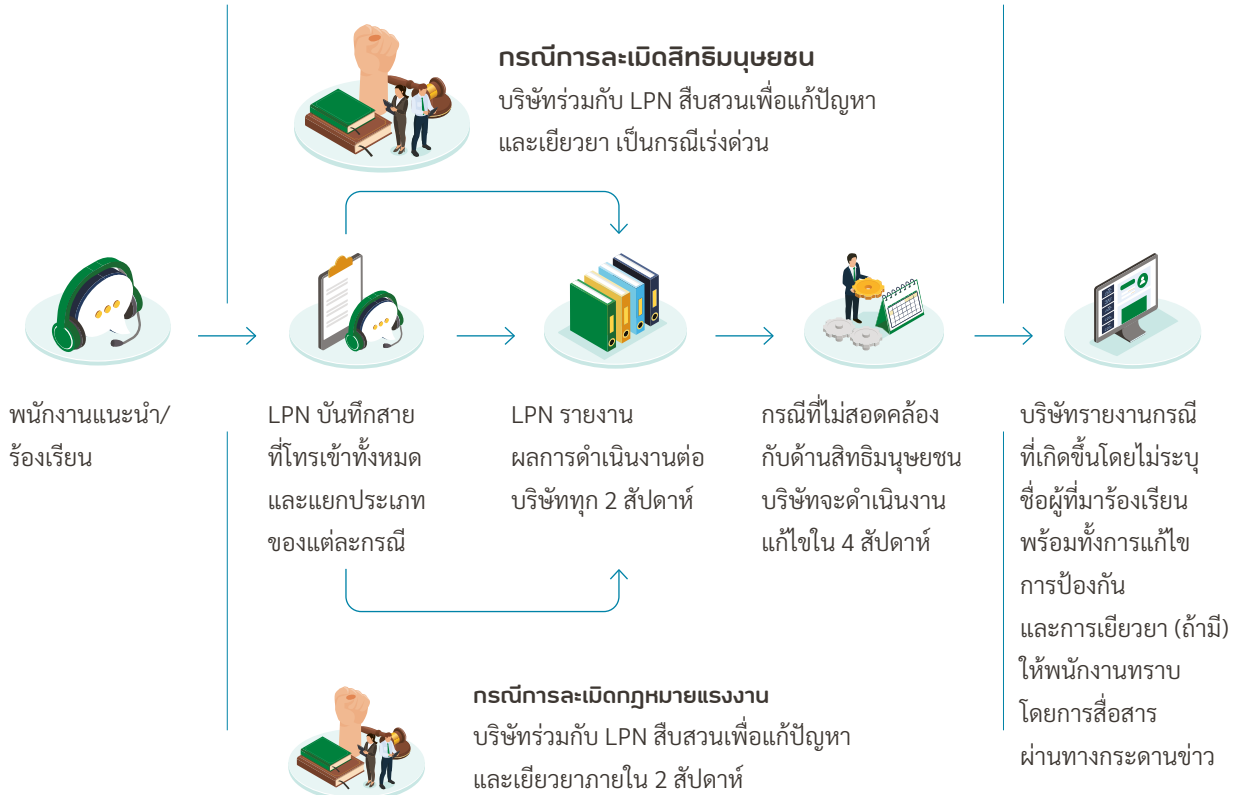 กรณีการละเมิดสิทธิมนุษยชน
บริษัทร่วมกับ LPN สืบสวนเพื่อแก้ปัญหา
และเยียวยา เป็นกรณีเร่งด่วน
พนักงานแนะนำ/
ร้องเรียน
LPN บันทึกสาย
ที่โทรเข้าทั้งหมด
และแยกประเภท
ของแต่ละกรณี
LPN รายงาน
ผลการดำเนินงานต่อ
บริษัททุก 2 สัปดาห์
กรณีที่ไม่สอดคล้อง
กับด้านสิทธิมนุษยชน
บริษัทจะดำเนินงาน
แก้ไขใน 4 สัปดาห์
บริษัทรายงานกรณี
ที่เกิดขึ้นโดยไม่ระบุ
ชื่อผู้ที่มาร้องเรียน
พร้อมทั้งการแก้ไข
การป้องกัน
และการเยียวยา (ถ้ามี)
ให้พนักงานทราบ
โดยการสื่อสาร
ผ่านทางกระดานข่าว
กรณีการละเมิดกฎหมายแรงงาน
บริษัทร่วมกับ LPN สืบสวนเพื่อแก้ปัญหา
และเยียวยาภายใน 2 สัปดาห์